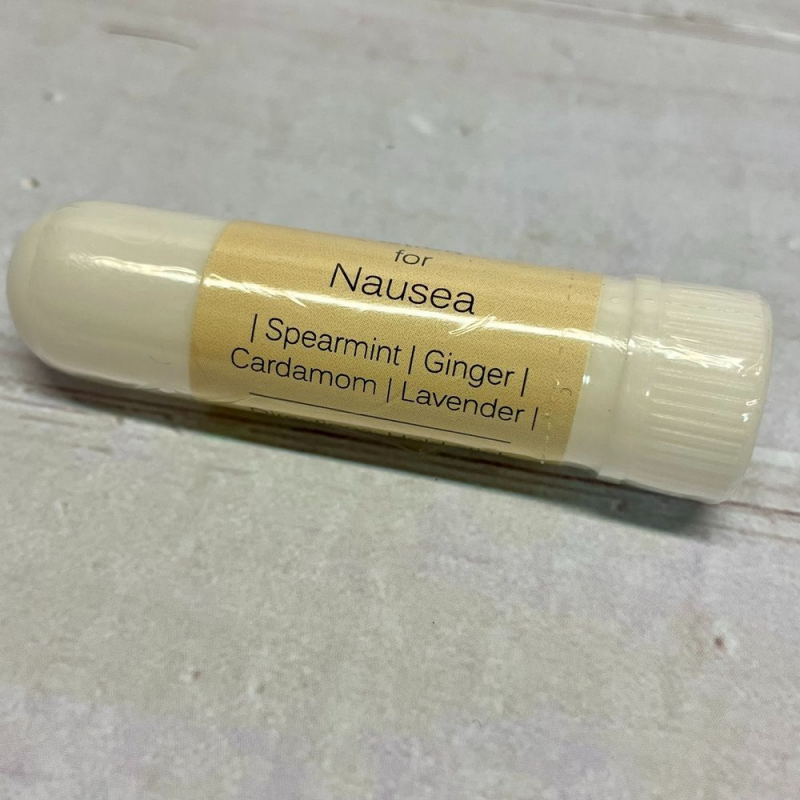 for
Nausea
| Spearmint | Ginger |
Cardamom | Lavender |